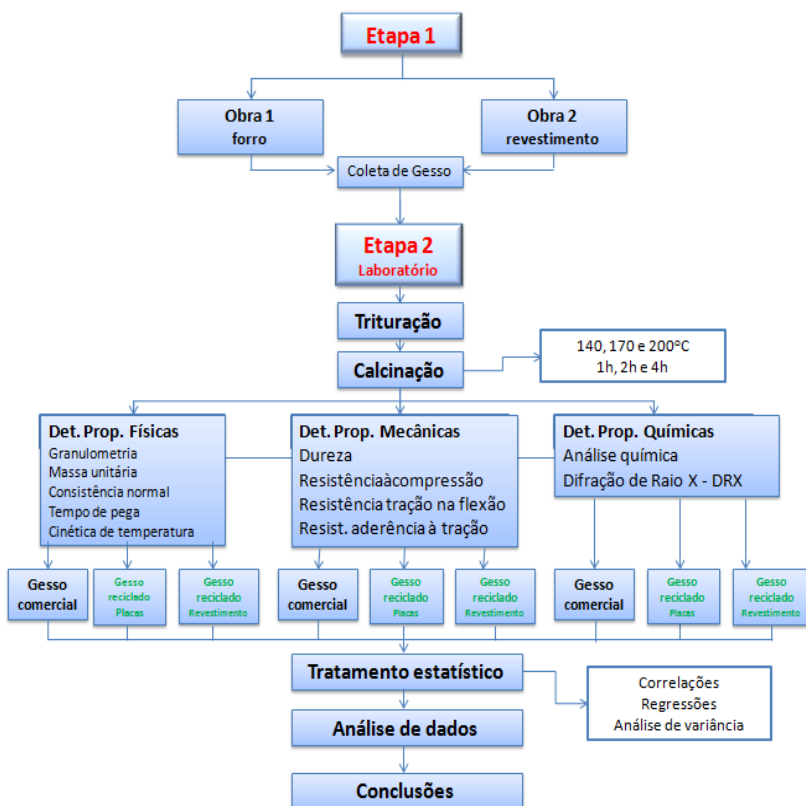 Etapa 1
Obra 1
forro
Obra 2
revestimento
Coleta de Gesso
Etapa 2
Laboratório
Trituração
Calcinação
140, 170 e 200ºC
1h, 2h e 4h
Det. Prop. Físicas
Granulometria
Massa unitária
Consistência normal
Tempo de pega
Cinética de temperatura
Det. Prop. Mecânicas
Dureza
Resistênciaàcompressão
Resistência tração na flexão
Resist. aderência à tração
Det. Prop. Químicas
Análise química
Difração de Raio X - DRX
Gesso
comercial
Gesso
reciclado
Placas
Gesso
reciclado
Revestimento
Gesso
comercial
Gesso
reciclado
Placas
Gesso
reciclado
Revestimento
Gesso
comercial
Gesso
reciclado
Placas
Gesso
reciclado
Revestimento
Tratamento estatístico
Correlações
Regressões
Análise de variância
Análise de dados
Conclusões